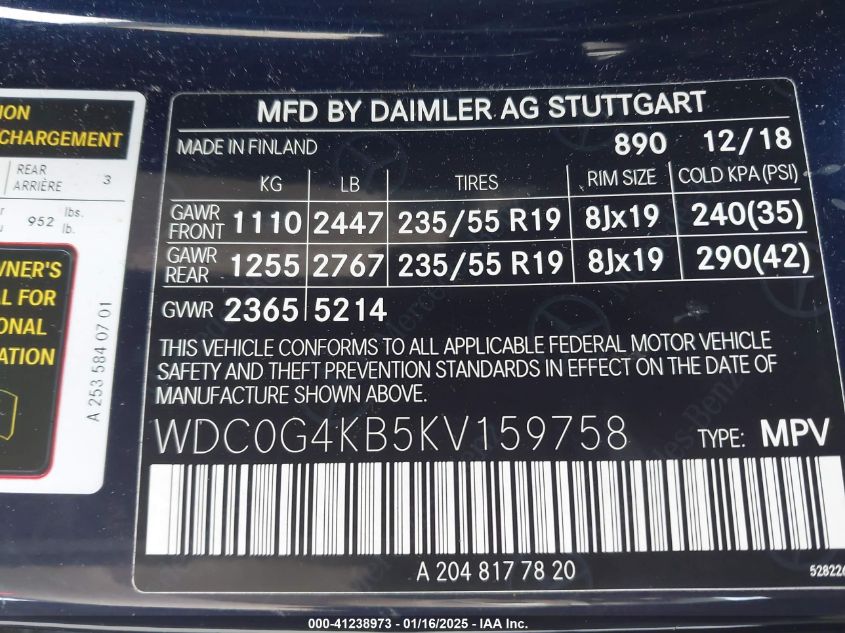 ION
CHARGEMENT
REAR
ARRIÈRE 3
952 lbs.
lb.
WNER'S
AL FOR
ONAL
ATION
A 253 584 07 01
MFD BY DAIMLER AG STUTTGART
MADE IN FINLAND 890 12/18
KG LB TIRES RIM SIZE COLD KPA (PSI)
GAWR FRONT 1110 2447 235/55 R19 8Jx19 240(35)
GAWR REAR 1255 2767 235/55 R19 8Jx19 290(42)
GVWR 2365 5214
THIS VEHICLE CONFORMS TO ALL APPLICABLE FEDERAL MOTOR VEHICLE
SAFETY AND THEFT PREVENTION STANDARDS IN EFFECT ON THE DATE OF
MANUFACTURE SHOWN ABOVE.
WDC0G4KB5KV159758 TYPE: MPV
A 204 817 78 20
52822
000-41238973 - 01/16/2025 - IAA Inc.